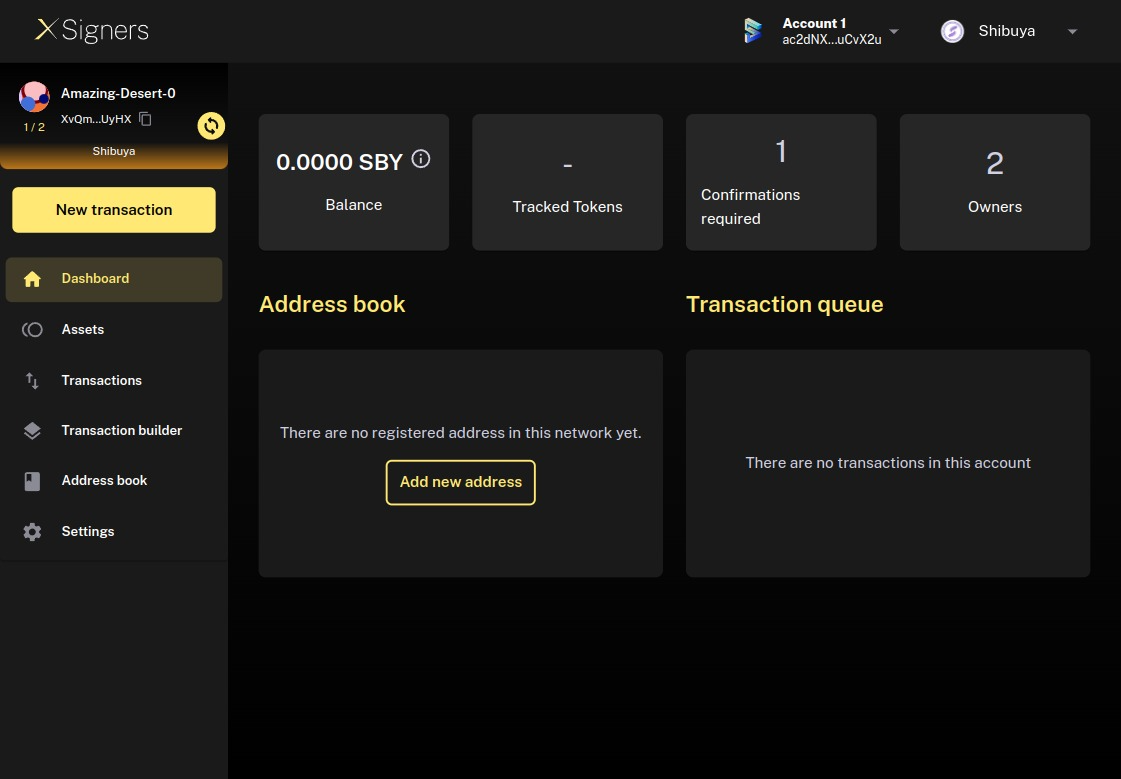 XSigners
Account 1
ac2dNX...uCvX2u
Shibuya
Amazing-Desert-0
XvQm...UyHX
1 / 2
Shibuya
New transaction
Dashboard
Assets
Transactions
Transaction builder
Address book
Settings
0.0000 SBY
Balance
-
Tracked Tokens
1
Confirmations
required
2
Owners
Address book
There are no registered address in this network yet.
Add new address
Transaction queue
There are no transactions in this account